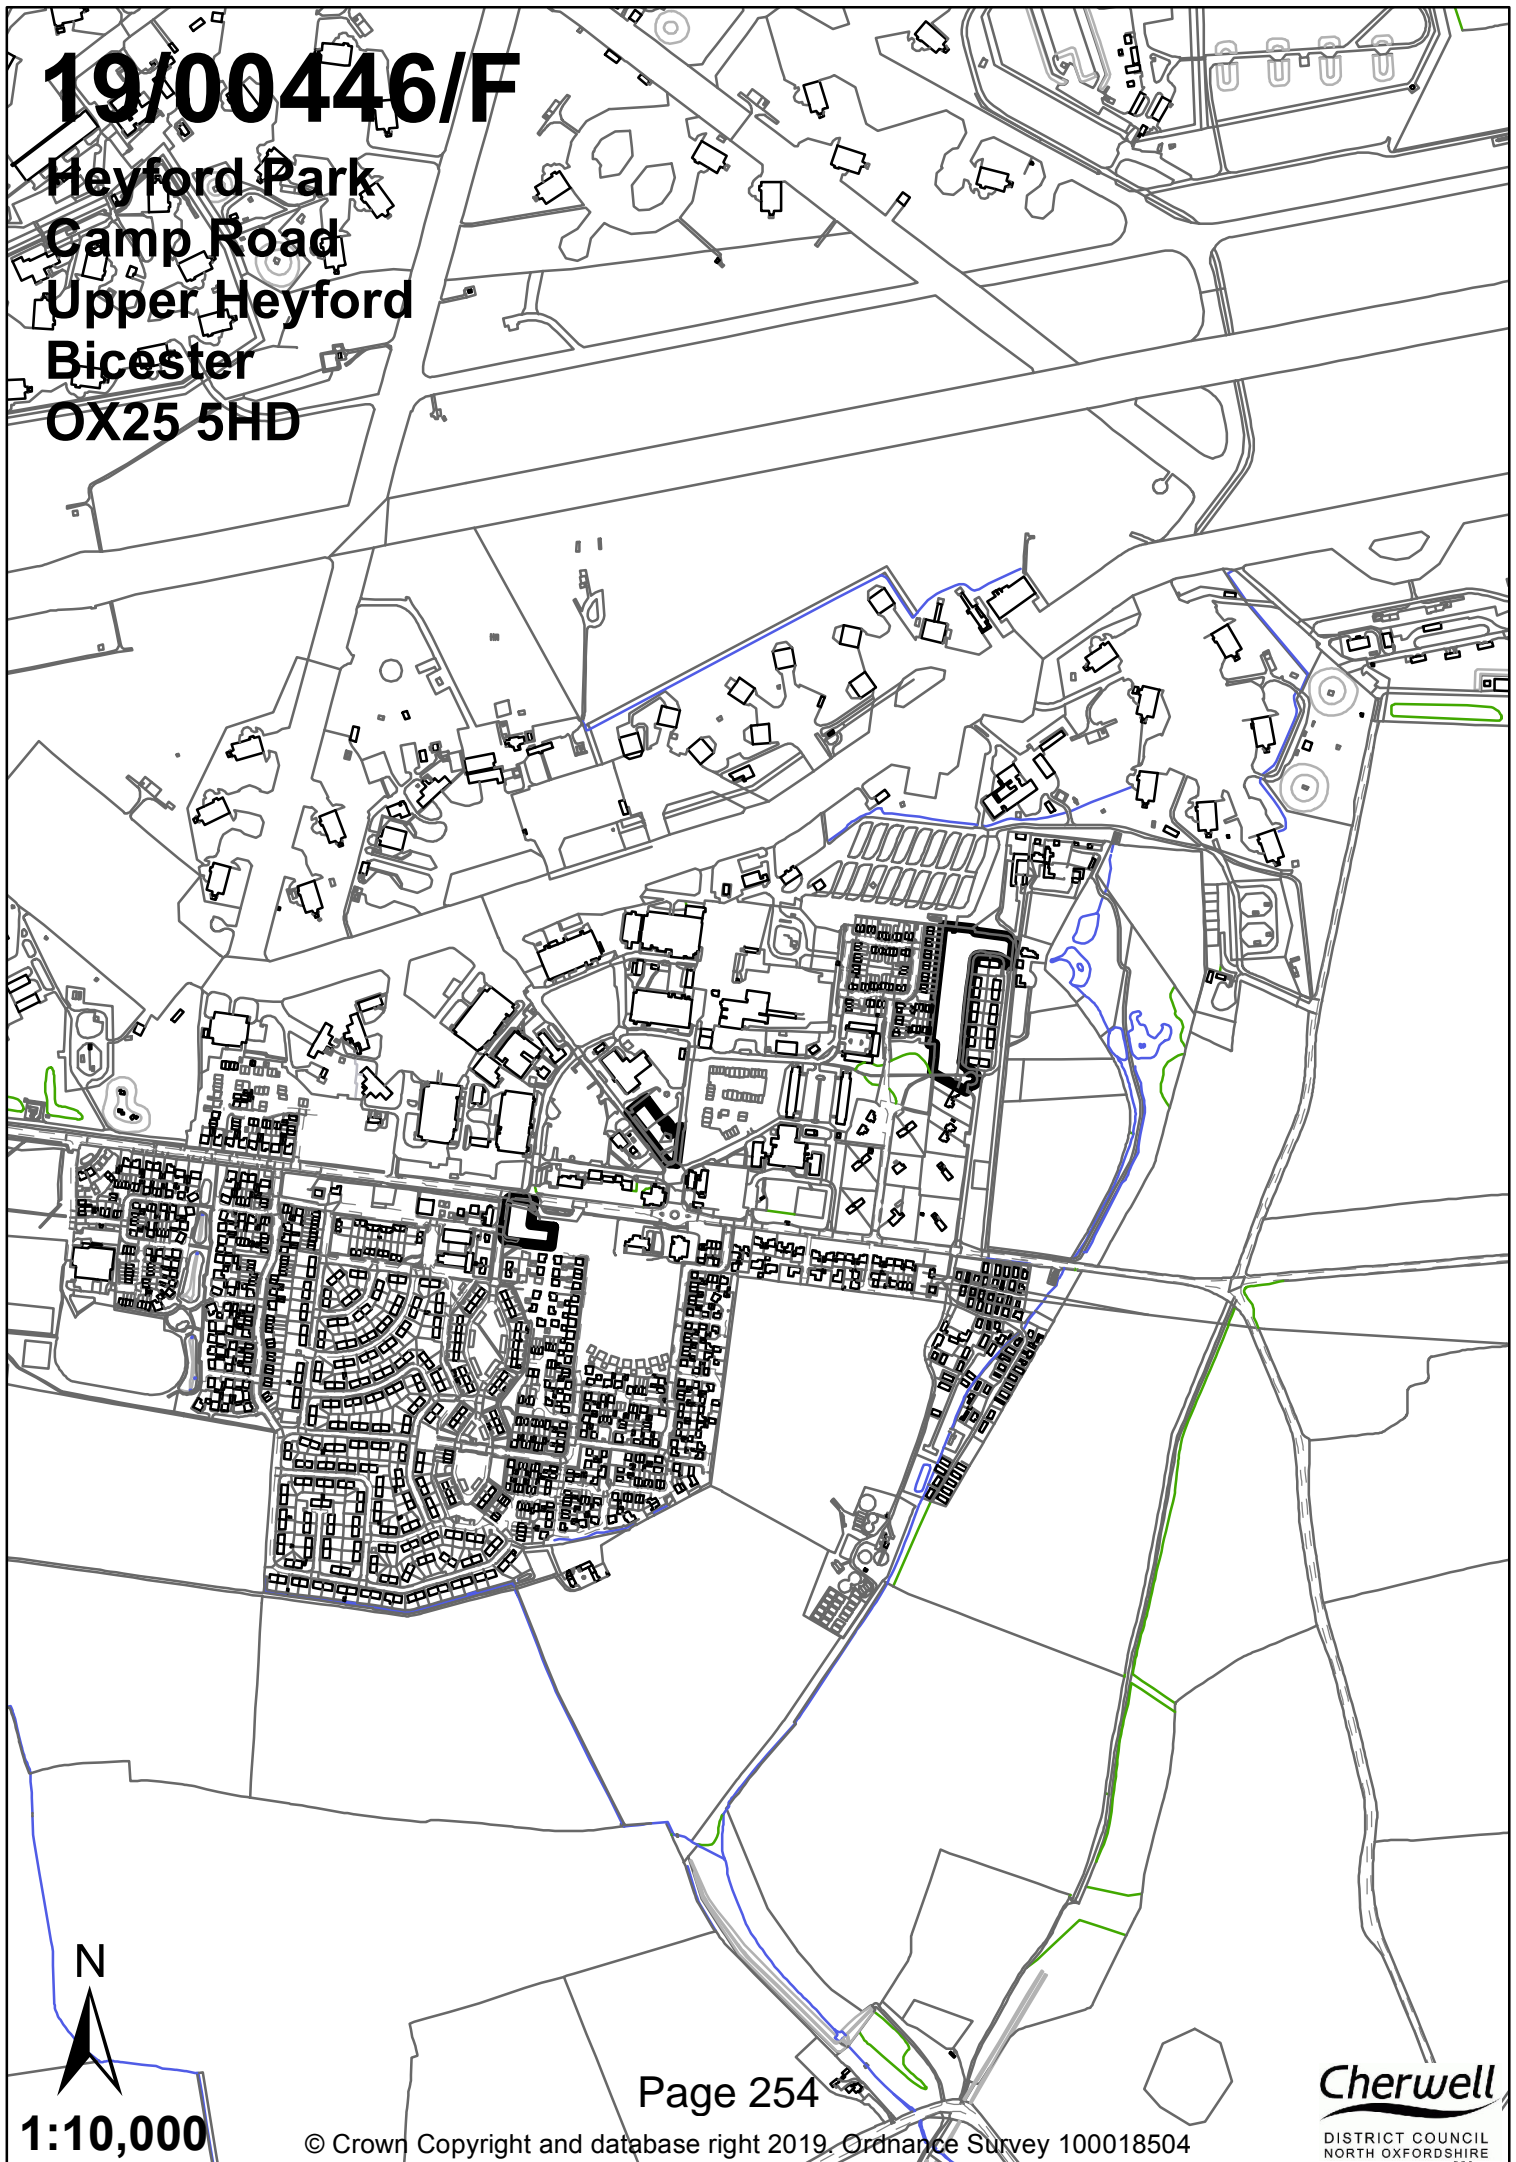 19/00446/F
Heyford Park
Camp Road
Upper Heyford
Bicester
OX25 5HD
N
1:10,000
Page 254
© Crown Copyright and database right 2019. Ordnance Survey 100018504
Cherwell
DISTRICT COUNCIL
NORTH OXFORDSHIRE